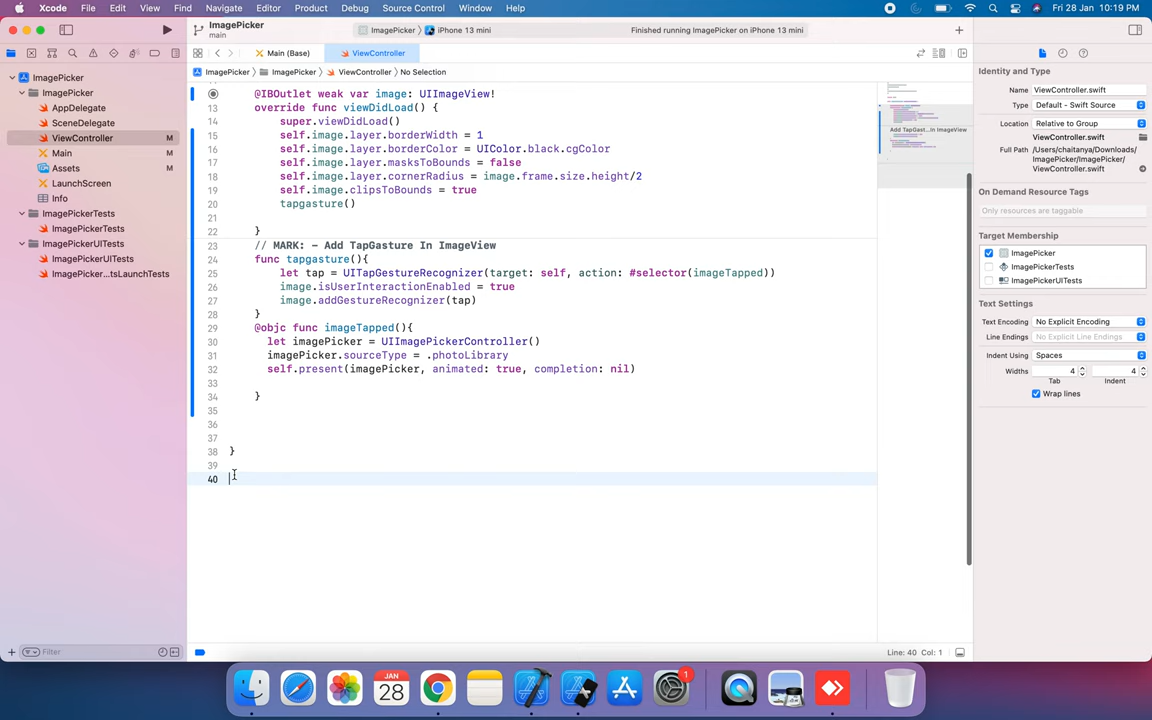 Xcode File Edit View Find Navigate Editor Product Debug Source Control Window Help Fri 28 Jan 10:19 PM
ImagePicker
main
ImagePicker iPhone 13 mini
Finished running ImagePicker on iPhone 13 mini
Main (Base) ViewController
ImagePicker ImagePicker ViewController No Selection
ImagePicker
ImagePicker
AppDelegate
SceneDelegate
ViewController M
Main M
Assets M
LaunchScreen
Info
ImagePickerTests
ImagePickerTests
ImagePickerUITests
ImagePickerUITests
ImagePicker...tsLaunchTests
Filter
@IBOutlet weak var image: UIImageView!
13 override func viewDidLoad() {
14 super.viewDidLoad()
15 self.image.layer.borderWidth = 1
16 self.image.layer.borderColor = UIColor.black.cgColor
17 self.image.layer.masksToBounds = false
18 self.image.layer.cornerRadius = image.frame.size.height/2
19 self.image.clipsToBounds = true
20 tapgasture()
21
22 }
23 // MARK: - Add TapGasture In ImageView
24 func tapgasture(){
25 let tap = UITapGestureRecognizer(target: self, action: #selector(imageTapped))
26 image.isUserInteractionEnabled = true
27 image.addGestureRecognizer(tap)
28 }
29 @objc func imageTapped(){
30 let imagePicker = UIImagePickerController()
31 imagePicker.sourceType = .photoLibrary
32 self.present(imagePicker, animated: true, completion: nil)
33
34 }
35
36
37
38 }
39
40
Add TapGast...In ImageView
Line: 40 Col: 1
Identity and Type
Name ViewController.swift
Type Default - Swift Source
Location Relative to Group
ViewController.swift
Full Path /Users/chaitanya/Downloads/
ImagePicker/ImagePicker/
ViewController.swift
On Demand Resource Tags
Only resources are taggable
Target Membership
ImagePicker
ImagePickerTests
ImagePickerUITests
Text Settings
Text Encoding No Explicit Encoding
Line Endings No Explicit Line Endings
Indent Using Spaces
Widths 4 4
Tab Indent
Wrap lines
JAN
28
1